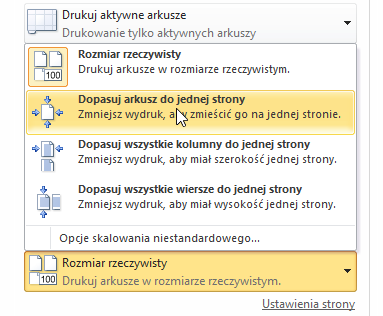 Drukuj aktywne arkusze
Drukowanie tylko aktywnych arkuszy
Rozmiar rzeczywisty
Drukuj arkusze w rozmiarze rzeczywistym.
100
Dopasuj arkusz do jednej strony
Zmniejsz wydruk, aby zmieścić go na jednej stronie.
Dopasuj wszystkie kolumny do jednej strony
Zmniejsz wydruk, aby miał szerokość jednej strony.
Dopasuj wszystkie wiersze do jednej strony
Zmniejsz wydruk, aby miał wysokość jednej strony.
Opcje skalowania niestandardowego...
Rozmiar rzeczywisty
Drukuj arkusze w rozmiarze rzeczywistym.
100
Ustawienia strony